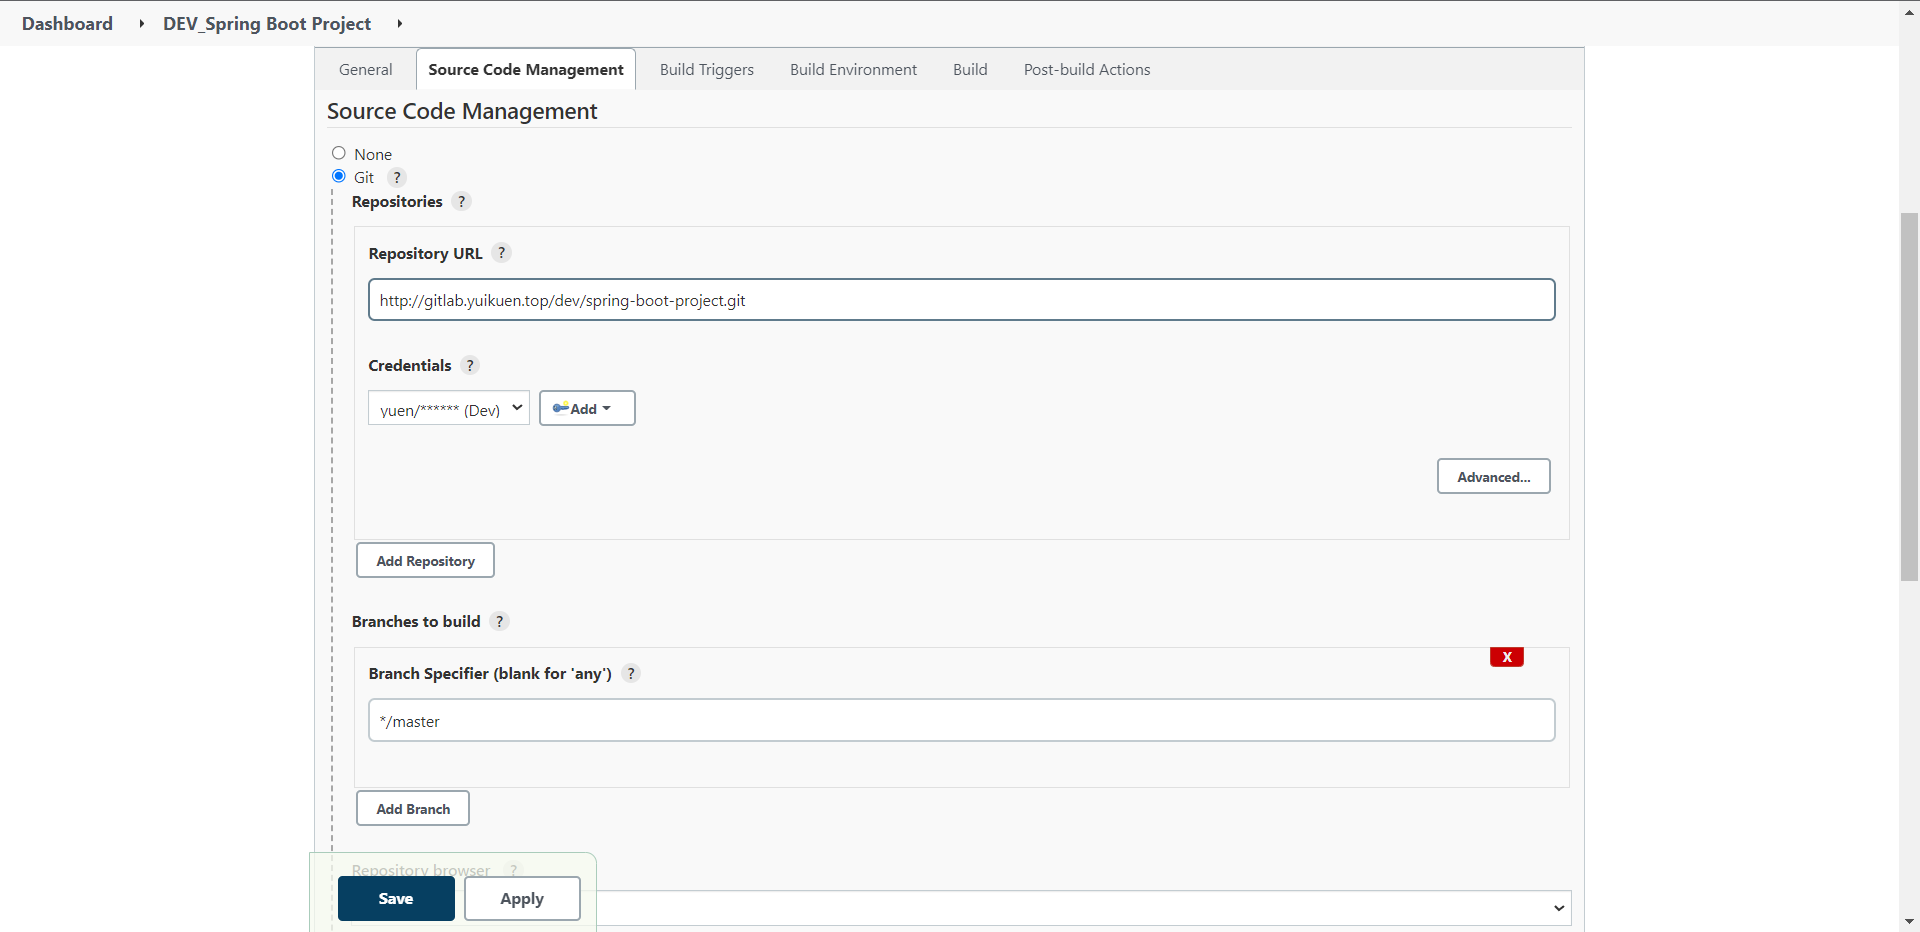 Dashboard DEV_Spring Boot Project
General Source Code Management Build Triggers Build Environment Build Post-build Actions
Source Code Management
None
Git ?
Repositories ?
Repository URL ?
http://gitlab.yuikuen.top/dev/spring-boot-project.git
Credentials ?
yuen/****** (Dev) Add
Advanced...
Add Repository
Branches to build ?
X
Branch Specifier (blank for 'any') ?
*/master
Add Branch
Repository browser ?
Save Apply